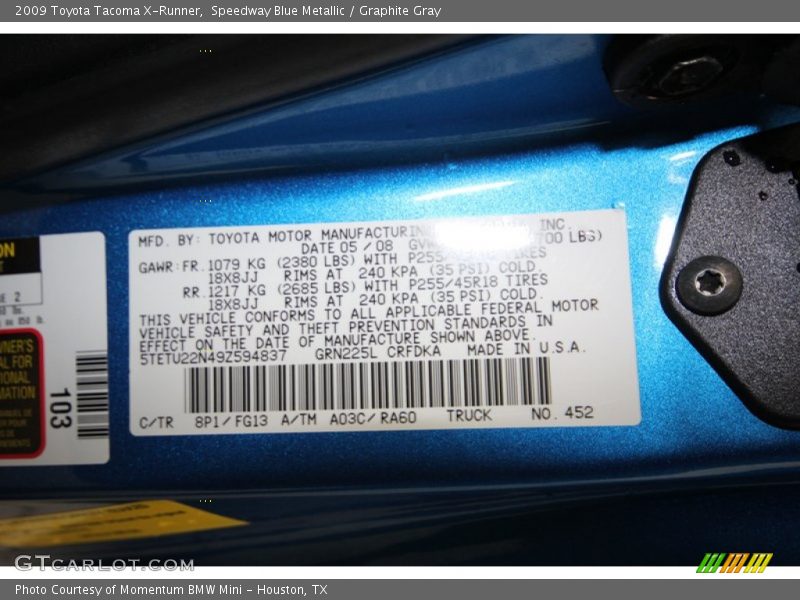 2009 Toyota Tacoma X-Runner, Speedway Blue Metallic / Graphite Gray
MFD. BY: TOYOTA MOTOR MANUFACTURING INC.
DATE 05 / 08 700 LBS)
GAWR: FR. 1079 KG (2380 LBS) WITH TIRES
18X8JJ RIMS AT 240 KPA (35 PSI) COLD.
RR. 1217 KG (2685 LBS) WITH P255/45R18 TIRES
18X8JJ RIMS AT 240 KPA (35 PSI) COLD.
THIS VEHICLE CONFORMS TO ALL APPLICABLE FEDERAL MOTOR
VEHICLE SAFETY AND THEFT PREVENTION STANDARDS IN
EFFECT ON THE DATE OF MANUFACTURE SHOWN ABOVE.
5TETU22N49Z594837 GRN225L CRFDKA MADE IN U.S.A.
C/TR 8P1/FG13 A/TM A03C/RA60 TRUCK NO. 452
103
GTcarlot.com
Photo Courtesy of Momentum BMW Mini - Houston, TX